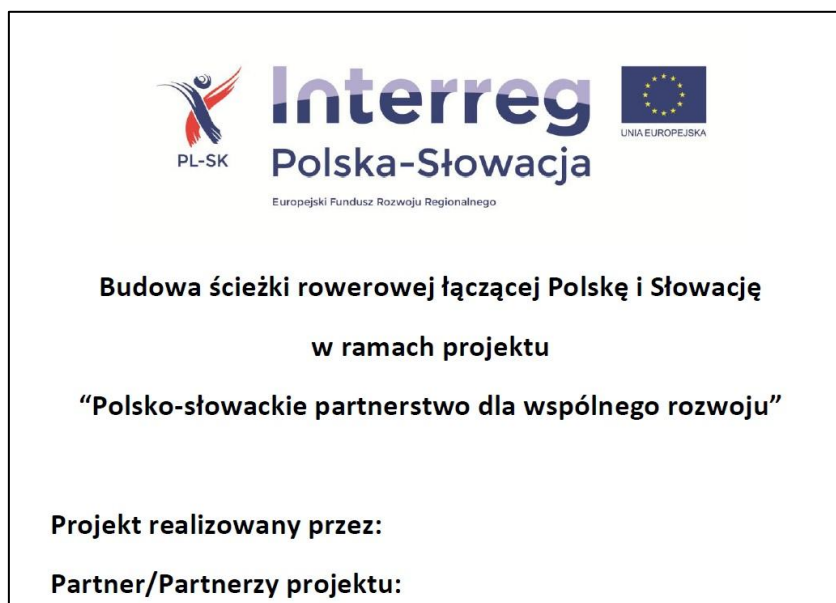 PL-SK
Interreg
Polska-Słowacja
Europejski Fundusz Rozwoju Regionalnego
UNIA EUROPEJSKA
Budowa ścieżki rowerowej łączącej Polskę i Słowację
w ramach projektu
“Polsko-słowackie partnerstwo dla wspólnego rozwoju”
Projekt realizowany przez:
Partner/Partnerzy projektu: